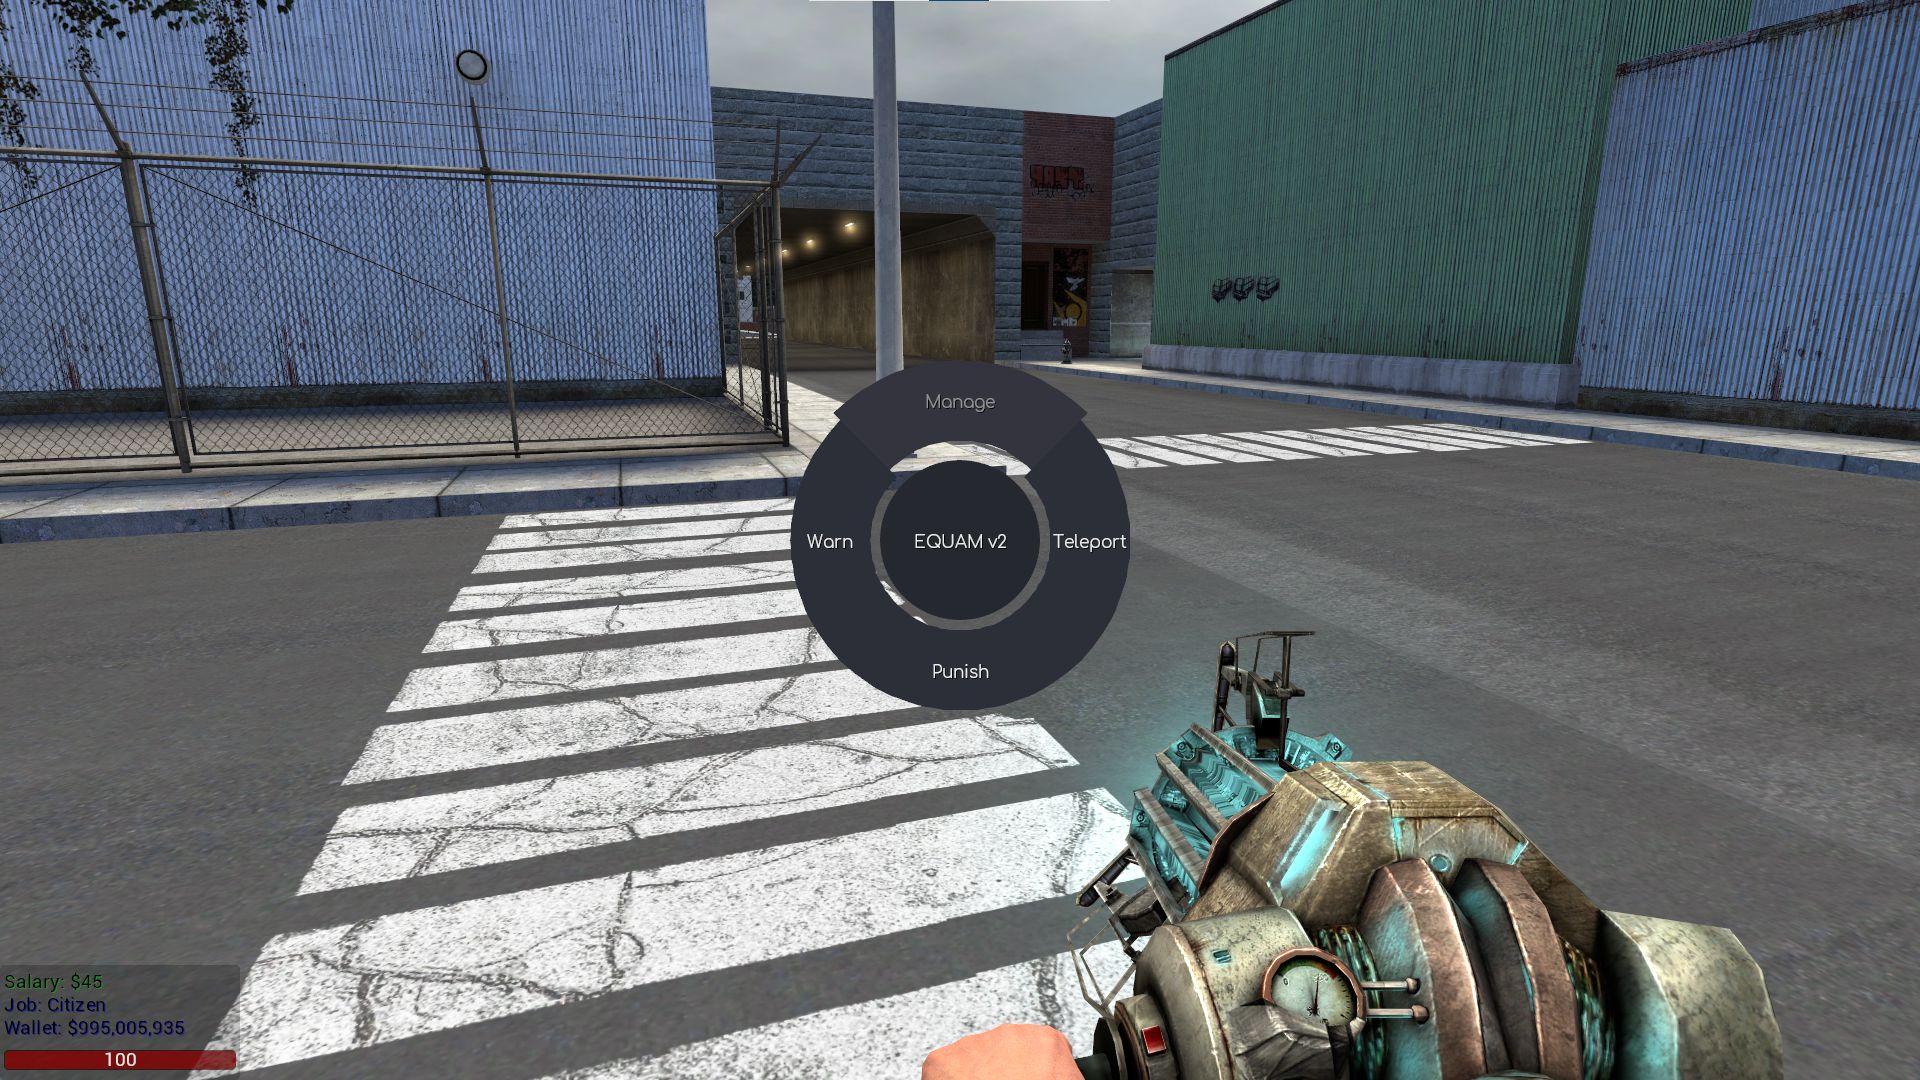 Manage
Warn
EQUAM v2
Teleport
Punish
Salary: $45
Job: Citizen
Wallet: $995,005,935
100